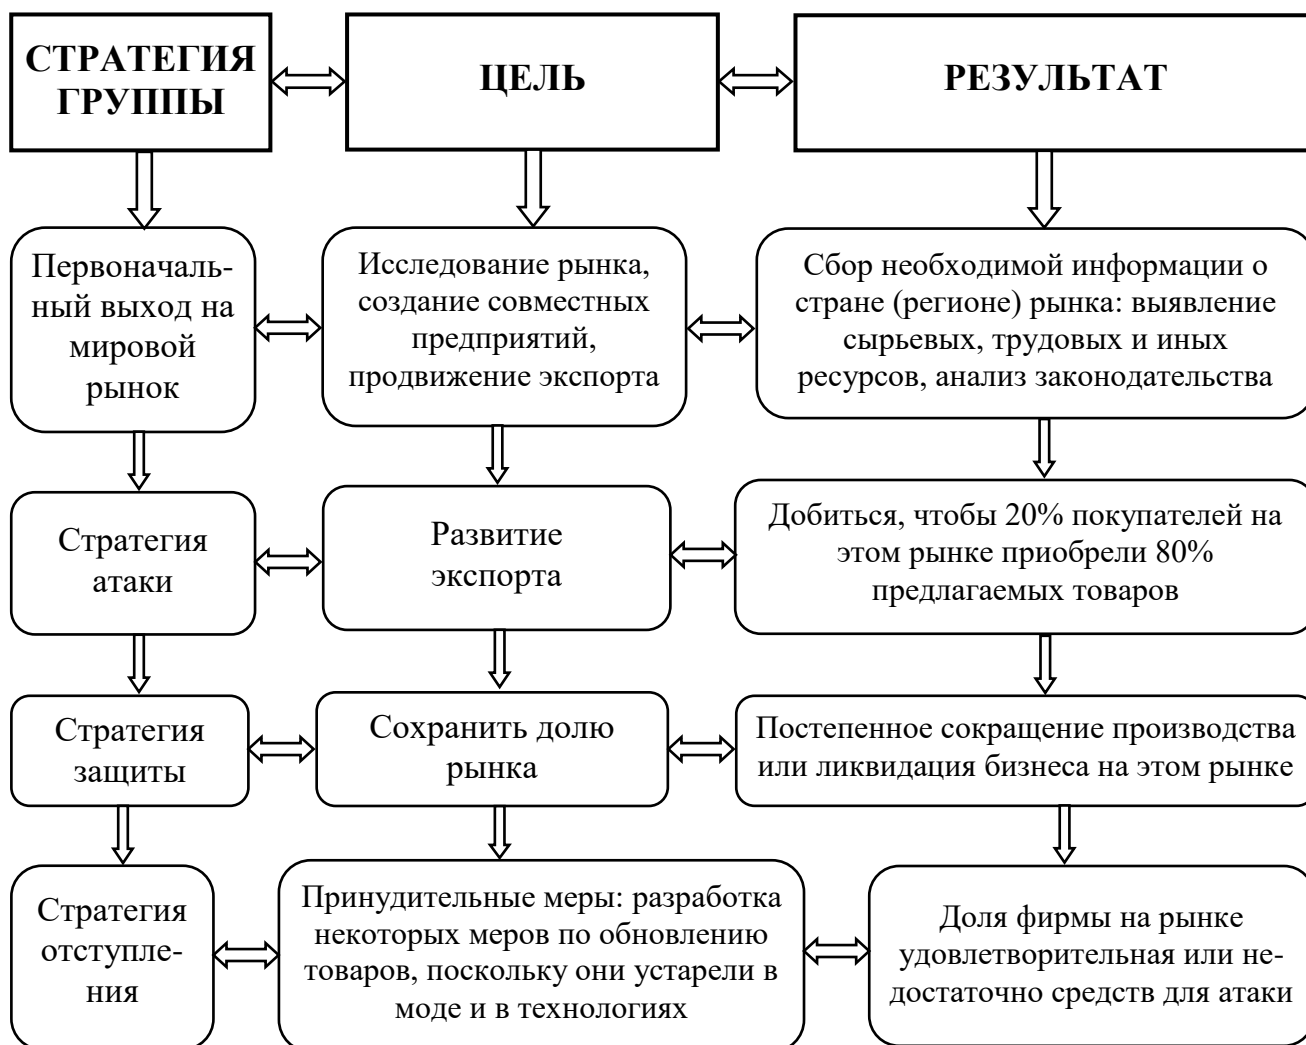 СТРАТЕГИЯ
ГРУППЫ
ЦЕЛЬ
РЕЗУЛЬТАТ
Первоначаль-
ный выход на
мировой
рынок
Исследование рынка,
создание совместных
предприятий,
продвижение экспорта
Сбор необходимой информации о
стране (регионе) рынка: выявление
сырьевых, трудовых и иных
ресурсов, анализ законодательства
Стратегия
атаки
Развитие
экспорта
Добиться, чтобы 20% покупателей на
этом рынке приобрели 80%
предлагаемых товаров
Стратегия
защиты
Сохранить долю
рынка
Постепенное сокращение производства
или ликвидация бизнеса на этом рынке
Стратегия
отступле-
ния
Принудительные меры: разработка
некоторых меров по обновлению
товаров, поскольку они устарели в
моде и в технологиях
Доля фирмы на рынке
удовлетворительная или не-
достаточно средств для атаки